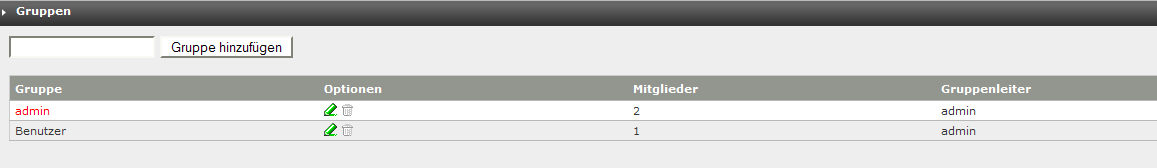 Gruppen
Gruppe hinzufügen
Gruppe Optionen Mitglieder Gruppenleiter
admin 2 admin
Benutzer 1 admin